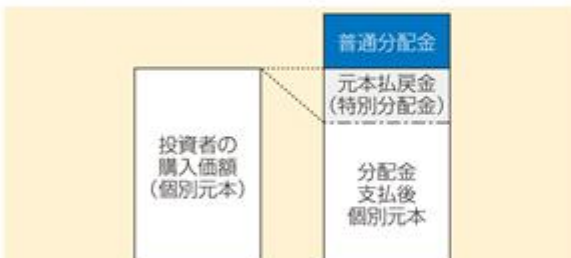 普通分配金
元本払戻金
（特別分配金）
投資者の
購入価額
（個別元本）
分配金
支払後
個別元本